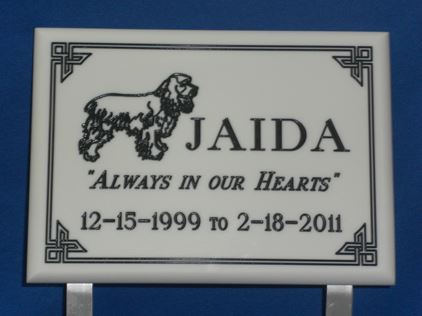 JAIDA
"ALWAYS IN OUR HEARTS"
12-15-1999 TO 2-18-2011